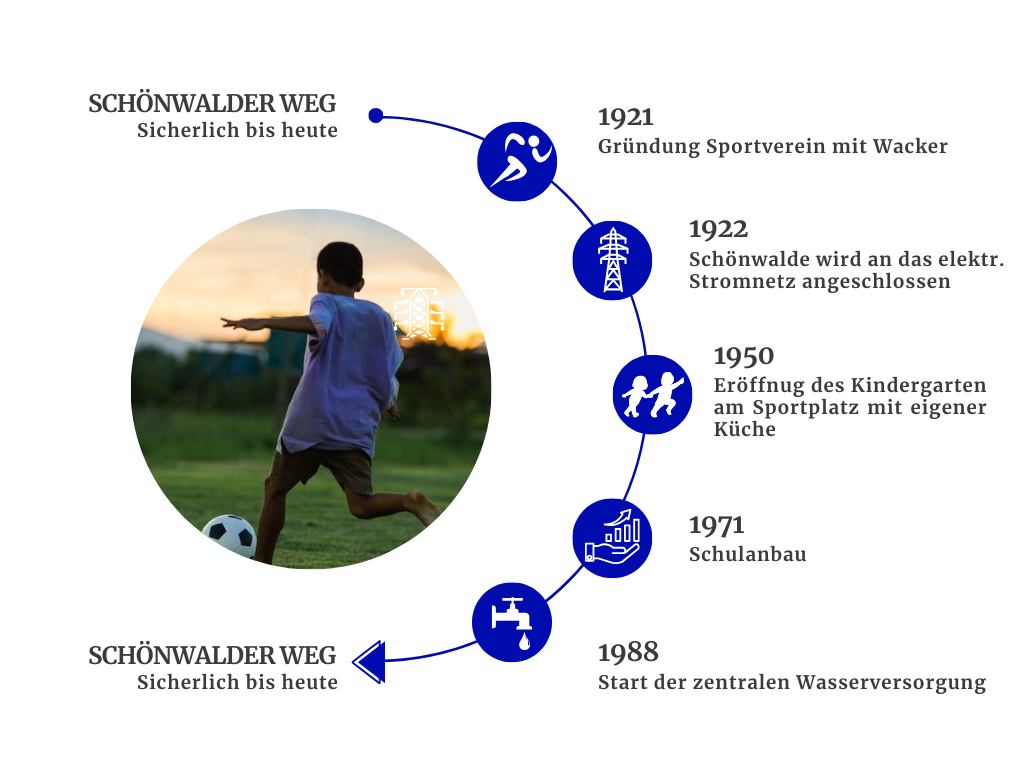 SCHÖNWALDER WEG
Sicherlich bis heute
1921
Gründung Sportverein mit Wacker
1922
Schönwalde wird an das elektr.
Stromnetz angeschlossen
1950
Eröffnug des Kindergarten
am Sportplatz mit eigener
Küche
1971
Schulanbau
1988
Start der zentralen Wasserversorgung
SCHÖNWALDER WEG
Sicherlich bis heute